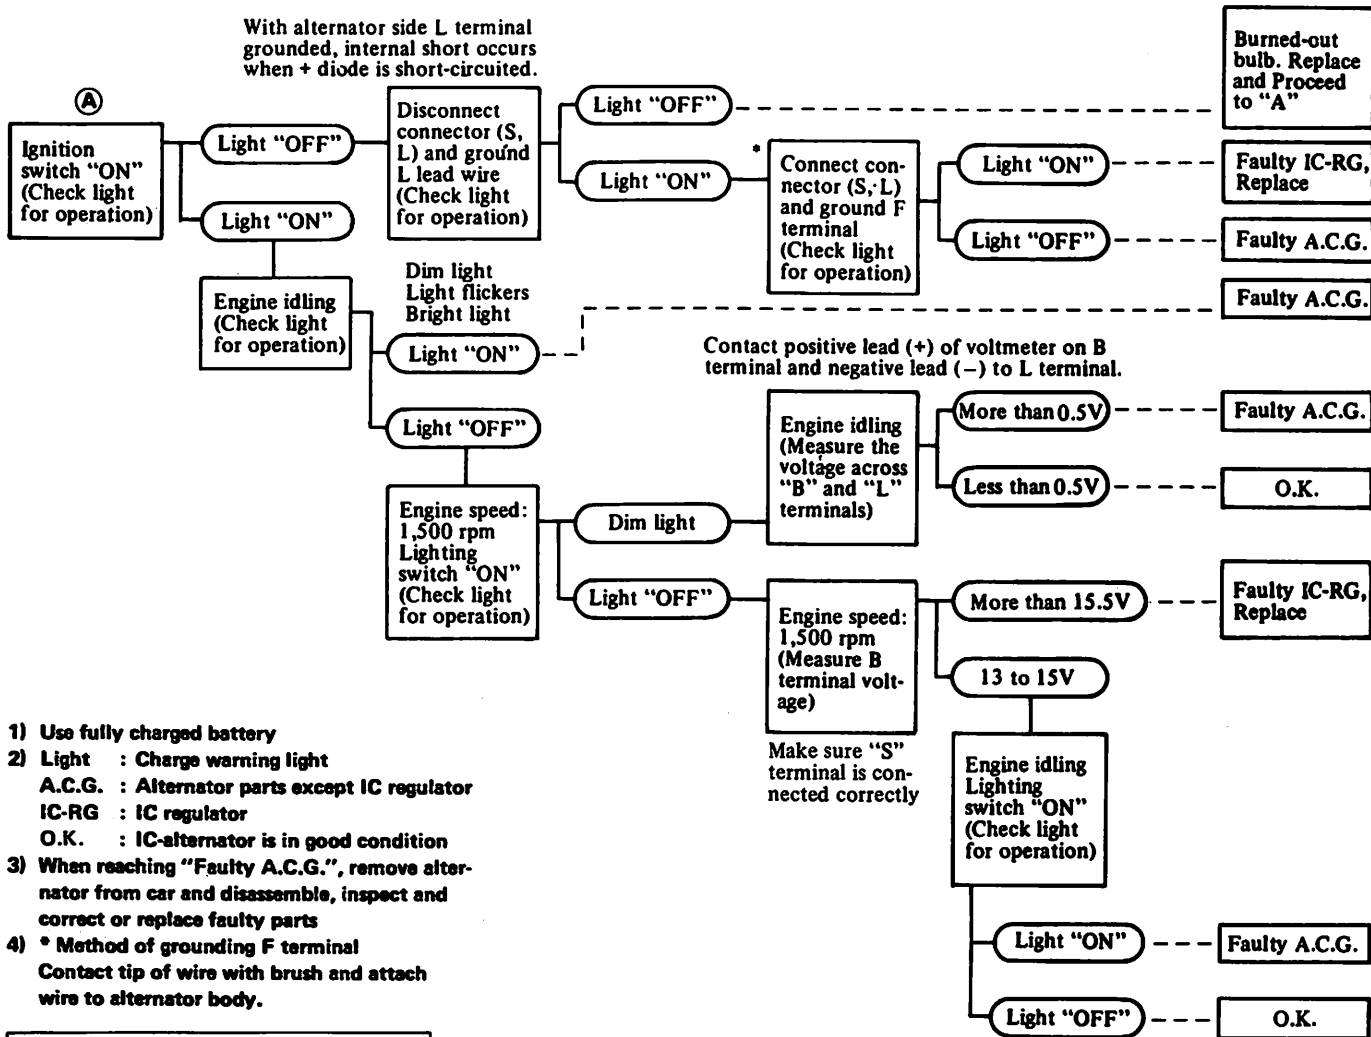 With alternator side L terminal
grounded, internal short occurs
when + diode is short-circuited.
A
Ignition
switch “ON”
(Check light
for operation)
Light “OFF”
Light “ON”
Disconnect
connector (S,
L) and ground
L lead wire
(Check light
for operation)
Light “OFF”
Light “ON”
Burned-out
bulb. Replace
and Proceed
to “A”
*
Connect con-
nector (S, L)
and ground F
terminal
(Check light
for operation)
Light “ON”
Faulty IC-RG,
Replace
Light “OFF”
Faulty A.C.G.
Engine idling
(Check light
for operation)
Dim light
Light flickers
Bright light
Light “ON”
Faulty A.C.G.
Light “OFF”
Contact positive lead (+) of voltmeter on B
terminal and negative lead (−) to L terminal.
Engine speed:
1,500 rpm
Lighting
switch “ON”
(Check light
for operation)
Dim light
Engine idling
(Measure the
voltage across
“B” and “L”
terminals)
More than 0.5V
Faulty A.C.G.
Less than 0.5V
O.K.
Light “OFF”
Engine speed:
1,500 rpm
(Measure B
terminal volt-
age)
More than 15.5V
Faulty IC-RG,
Replace
13 to 15V
Make sure “S”
terminal is con-
nected correctly
Engine idling
Lighting
switch “ON”
(Check light
for operation)
Light “ON”
Faulty A.C.G.
Light “OFF”
O.K.
1) Use fully charged battery
2) Light : Charge warning light
A.C.G. : Alternator parts except IC regulator
IC-RG : IC regulator
O.K. : IC-alternator is in good condition
3) When reaching “Faulty A.C.G.”, remove alter-
nator from car and disassemble, inspect and
correct or replace faulty parts
4) * Method of grounding F terminal
Contact tip of wire with brush and attach
wire to alternator body.